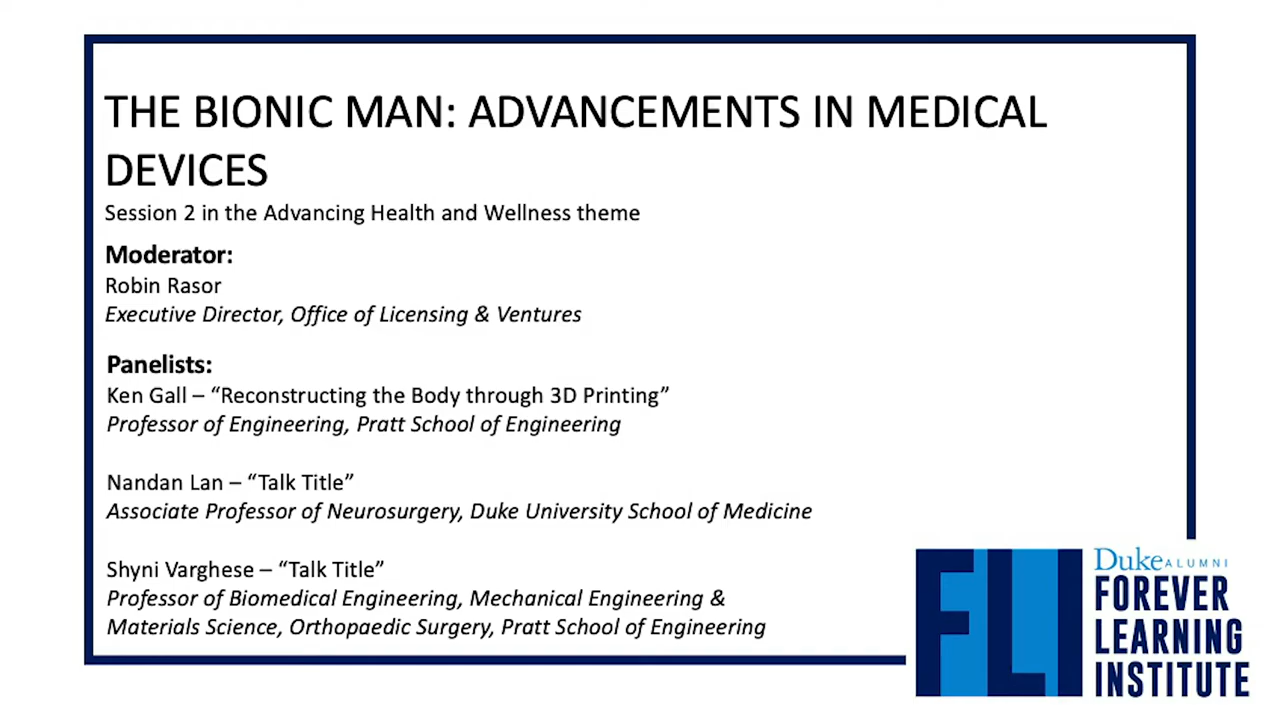 THE BIONIC MAN: ADVANCEMENTS IN MEDICAL
DEVICES
Session 2 in the Advancing Health and Wellness theme
Moderator:
Robin Rasor
Executive Director, Office of Licensing & Ventures
Panelists:
Ken Gall – “Reconstructing the Body through 3D Printing”
Professor of Engineering, Pratt School of Engineering
Nandan Lan – “Talk Title”
Associate Professor of Neurosurgery, Duke University School of Medicine
Shyni Varghese – “Talk Title”
Professor of Biomedical Engineering, Mechanical Engineering &
Materials Science, Orthopaedic Surgery, Pratt School of Engineering
FLI
Duke ALUMNI
FOREVER
LEARNING
INSTITUTE